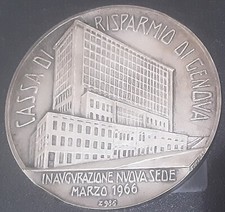 CASSA DI RISPARMIO DI GENOVA
INAVGVRAZIONE NVOVA SEDE
MARZO 1966